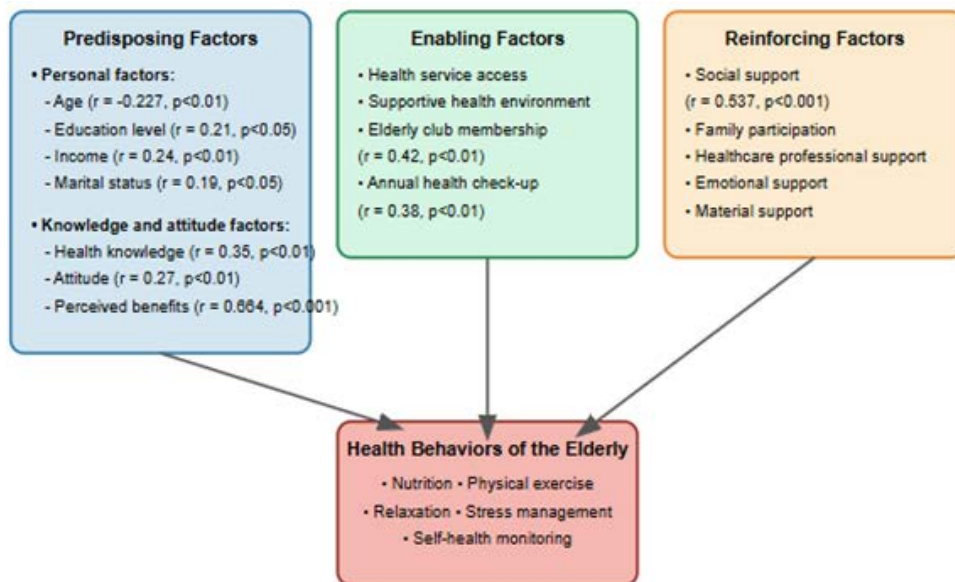 Predisposing Factors
• Personal factors:
- Age (r = -0.227, p<0.01)
- Education level (r = 0.21, p<0.05)
- Income (r = 0.24, p<0.01)
- Marital status (r = 0.19, p<0.05)
• Knowledge and attitude factors:
- Health knowledge (r = 0.35, p<0.01)
- Attitude (r = 0.27, p<0.01)
- Perceived benefits (r = 0.664, p<0.001)
Enabling Factors
• Health service access
• Supportive health environment
• Elderly club membership
(r = 0.42, p<0.01)
• Annual health check-up
(r = 0.38, p<0.01)
Reinforcing Factors
• Social support
(r = 0.537, p<0.001)
• Family participation
• Healthcare professional support
• Emotional support
• Material support
Health Behaviors of the Elderly
• Nutrition • Physical exercise
• Relaxation • Stress management
• Self-health monitoring